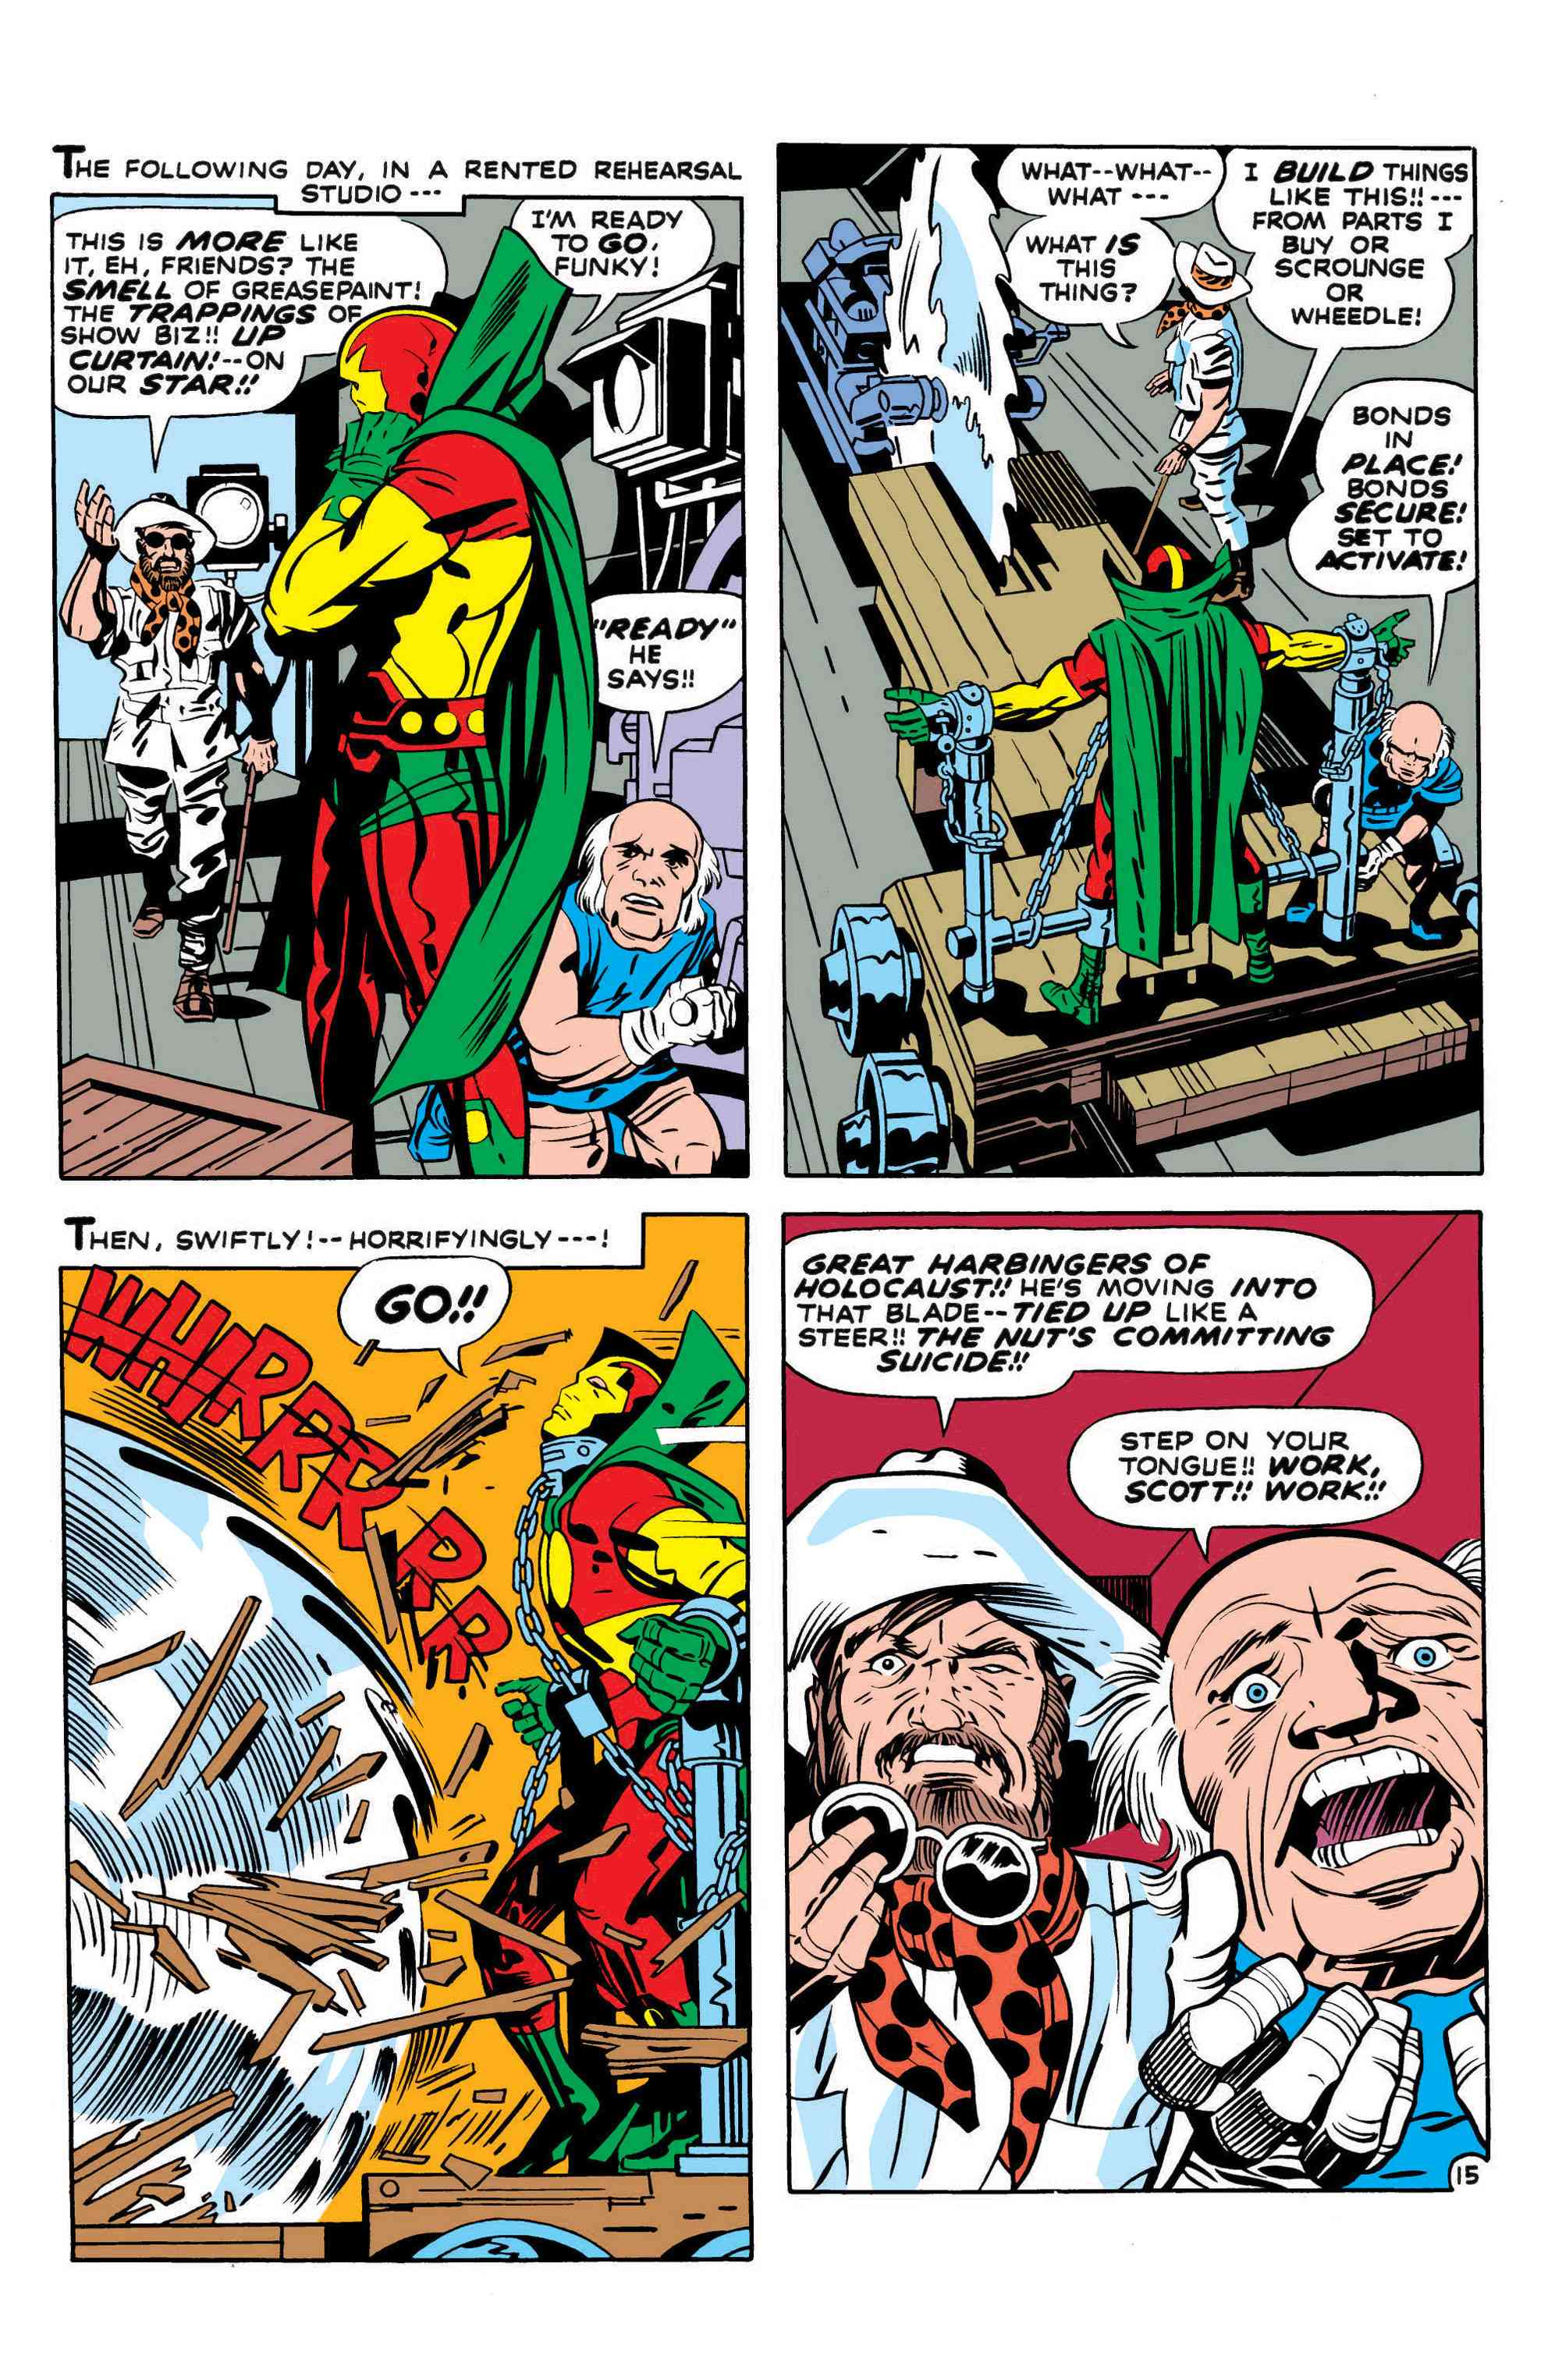 THE FOLLOWING DAY, IN A RENTED REHEARSAL
STUDIO ---
THIS IS MORE LIKE
IT, EH, FRIENDS? THE
SMELL OF GREASEPAINT!
THE TRAPPINGS OF
SHOW BIZ!! UP
CURTAIN!--ON
OUR STAR!!
I'M READY
TO GO,
FUNKY!
"READY"
HE
SAYS!!
WHAT--WHAT--
WHAT ---
WHAT IS
THIS
THING?
I BUILD THINGS
LIKE THIS!!---
FROM PARTS I
BUY OR
SCROUNGE
OR
WHEEDLE!
BONDS
IN
PLACE!
BONDS
SECURE!
SET TO
ACTIVATE!
THEN, SWIFTLY!--HORRIFYINGLY---!
GO!!
WHIRRRRRR
GREAT HARBINGERS OF
HOLOCAUST!! HE'S MOVING INTO
THAT BLADE--TIED UP LIKE A
STEER!! THE NUT'S COMMITTING
SUICIDE!!
STEP ON YOUR
TONGUE!! WORK,
SCOTT!! WORK!!
15